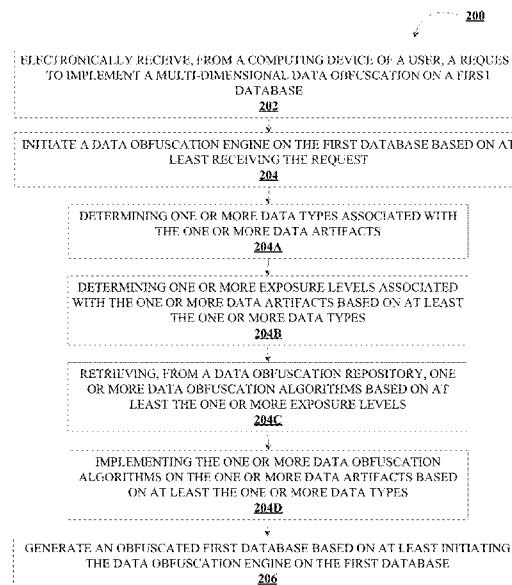 200
ELECTRONICALLY RECEIVE, FROM A COMPUTING DEVICE OF A USER, A REQUES
TO IMPLEMENT A MULTI-DIMENSIONAL DATA OBFUSCATION ON A FIRST
DATABASE
202
INITIATE A DATA OBFUSCATION ENGINE ON THE FIRST DATABASE BASED ON AT
LEAST RECEIVING THE REQUEST
204
DETERMINING ONE OR MORE DATA TYPES ASSOCIATED WITH
THE ONE OR MORE DATA ARTIFACTS
204A
DETERMINING ONE OR MORE EXPOSURE LEVELS ASSOCIATED
WITH THE ONE OR MORE DATA ARTIFACTS BASED ON AT LEAST
THE ONE OR MORE DATA TYPES
204B
RETRIEVING, FROM A DATA OBFUSCATION REPOSITORY, ONE
OR MORE DATA OBFUSCATION ALGORITHMS BASED ON AT
LEAST THE ONE OR MORE EXPOSURE LEVELS
204C
IMPLEMENTING THE ONE OR MORE DATA OBFUSCATION
ALGORITHMS ON THE ONE OR MORE DATA ARTIFACTS BASED
ON AT LEAST THE ONE OR MORE DATA TYPES
204D
GENERATE AN OBFUSCATED FIRST DATABASE BASED ON AT LEAST INITIATING
THE DATA OBFUSCATION ENGINE ON THE FIRST DATABASE
206